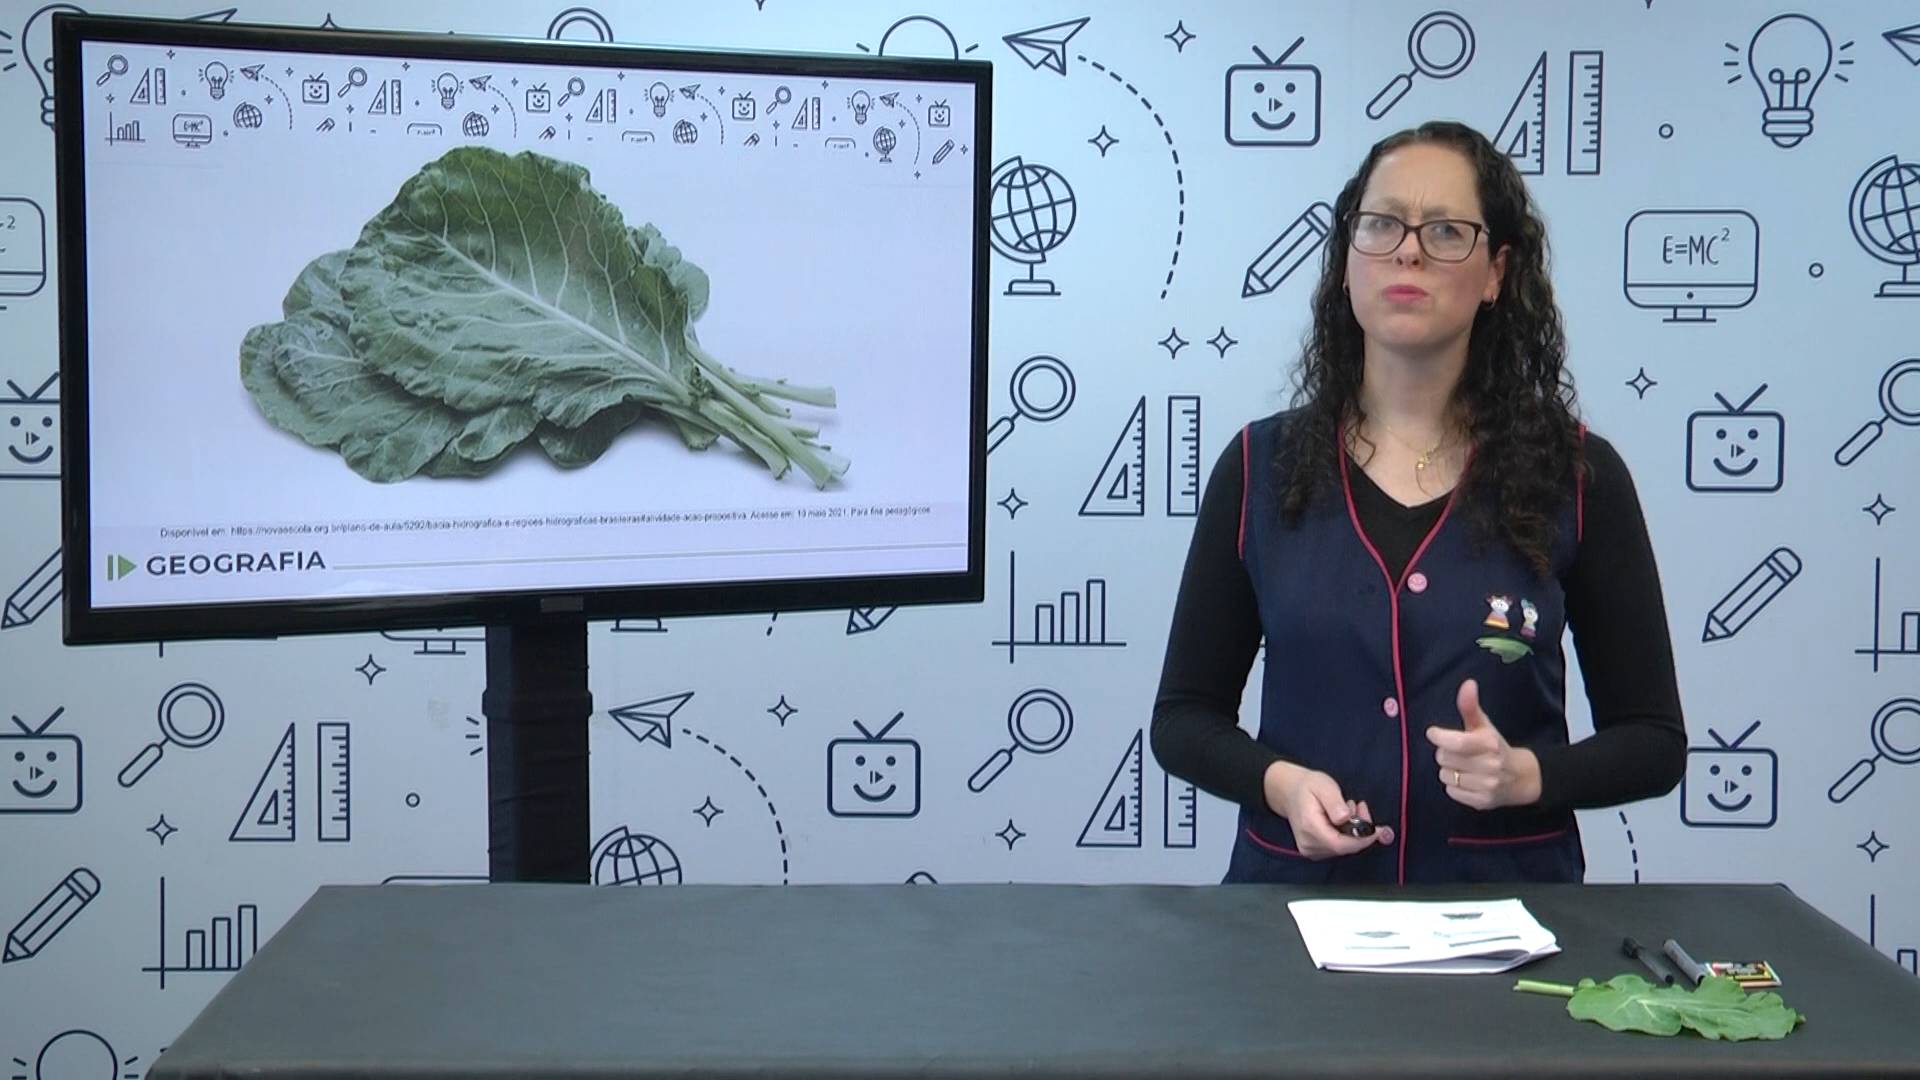 Disponível em: https://novaescola.org.br/plano-de-aula/5292/bacia-hidrografica-e-regioes-hidrograficas-brasileiras#atividade-acao-propositiva. Acesso em: 10 maio 2021. Para fins pedagógicos
GEOGRAFIA
E=MC²